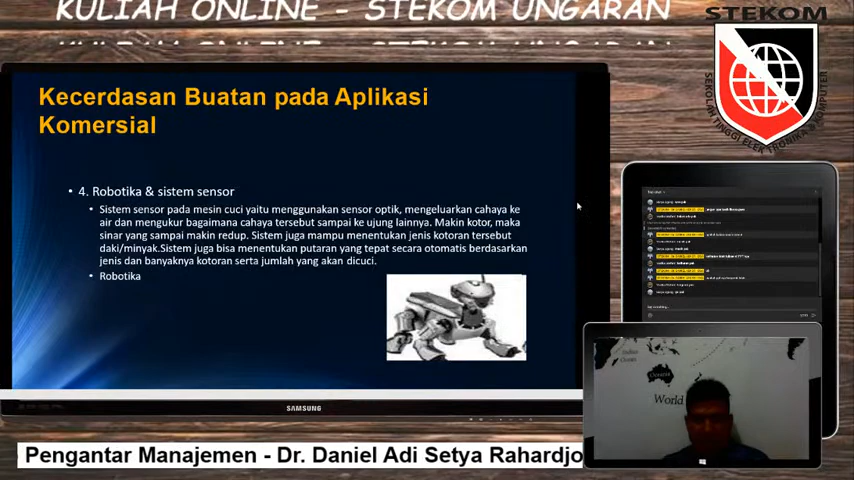 KULIAH ONLINE - STEKOM UNGARAN
STEKOM
SEKOLAH TINGGI ELEKTRONIKA & KOMPUTER
Kecerdasan Buatan pada Aplikasi
Komersial
• 4. Robotika & sistem sensor
• Sistem sensor pada mesin cuci yaitu menggunakan sensor optik, mengeluarkan cahaya ke
air dan mengukur bagaimana cahaya tersebut sampai ke ujung lainnya. Makin kotor, maka
sinar yang sampai makin redup. Sistem juga mampu menentukan jenis kotoran tersebut
daki/minyak.Sistem juga bisa menentukan putaran yang tepat secara otomatis berdasarkan
jenis dan banyaknya kotoran serta jumlah yang akan dicuci.
• Robotika
SAMSUNG
Indian
Ocean
Oceania
World
Pengantar Manajemen - Dr. Daniel Adi Setya Rahardjo